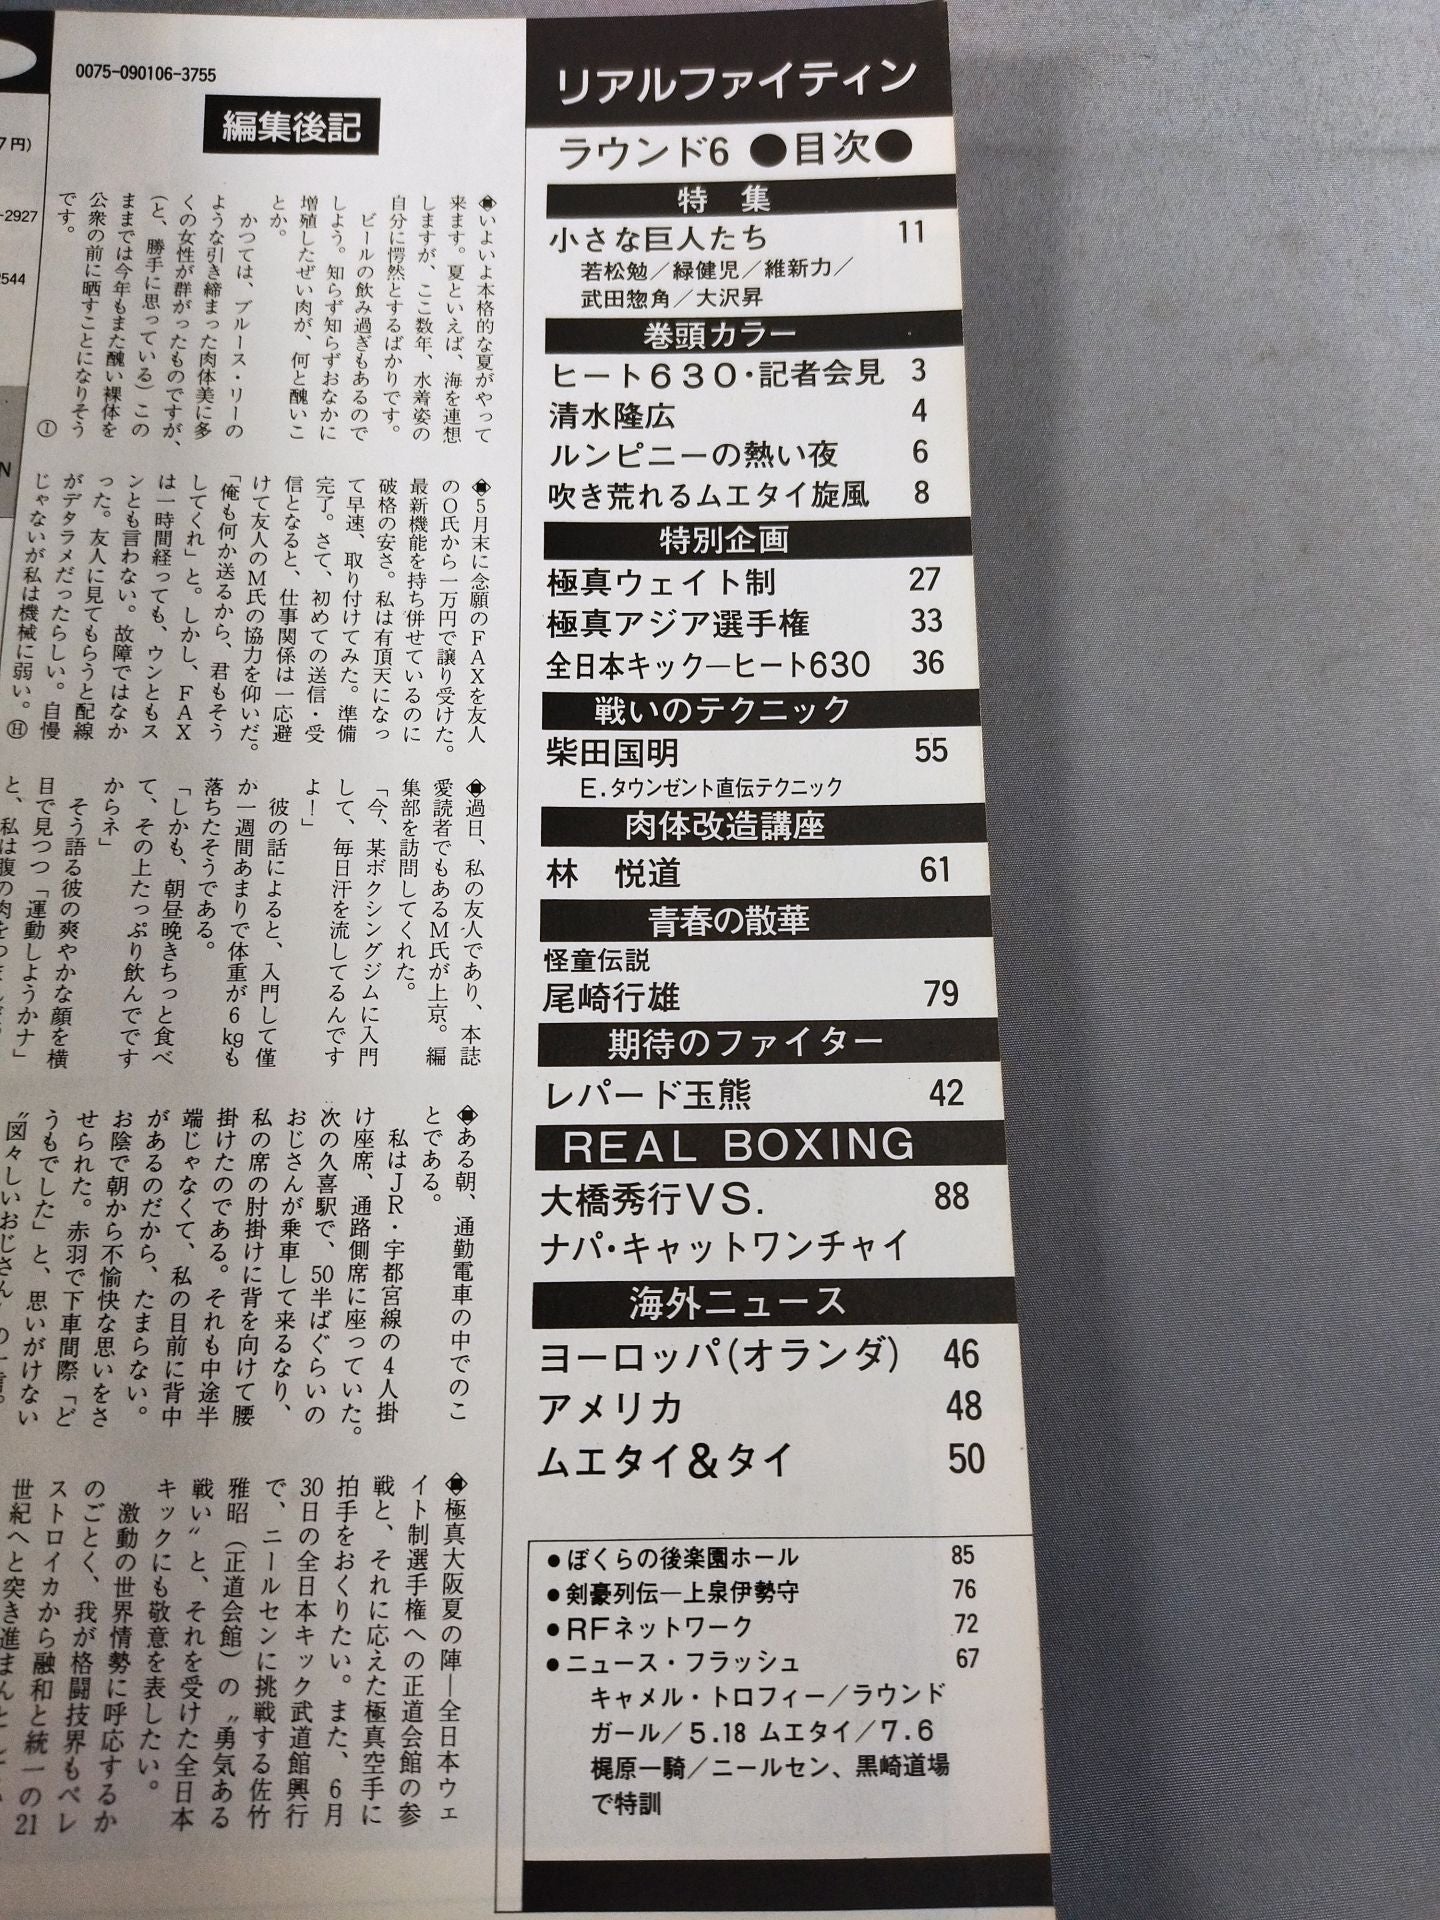 0075-090106-3755
編集後記
◆いよいよ本格的な夏がやって
来ます。夏といえば、海を連想
しますが、ここ数年、水着姿の
自分に愕然とするばかりです。
ビールの飲み過ぎもあるので
しょう。知らず知らずおなかに
増殖したぜい肉が、何と醜いこ
とか。
かつては、ブルース・リーの
ような引き締まった肉体美に多
くの女性が群がったものですが、
(と、勝手に思っている)この
ままでは今年もまた醜い裸体を
公衆の前に晒すことになりそう
です。 Ⓘ
◆5月末に念願のFAXを友人
のO氏から一万円で譲り受けた。
最新機能を持ち併せているのに
破格の安さ。私は有頂天になっ
て早速、取り付けてみた。準備
完了。さて、初めての送信・受
信となると、仕事関係は一応避
けて友人のM氏の協力を仰いだ。
「俺も何か送るから、君もそう
してくれ」と。しかし、FAX
は一時間経っても、ウンともス
ンとも言わない。故障ではなか
った。友人に見てもらうと配線
がデタラメだったらしい。自慢
じゃないが私は機械に弱い。 Ⓗ
◆過日、私の友人であり、本誌
愛読者でもあるM氏が上京。編
集部を訪問してくれた。
「今、某ボクシングジムに入門
して、毎日汗を流してるんです
よ!」
彼の話によると、入門して僅
か一週間あまりで体重が6kgも
落ちたそうである。
「しかも、朝昼晩きちっと食べ
て、その上たっぷり飲んでです
からネ」
そう語る彼の爽やかな顔を横
目で見つつ「運動しようかナ」
と、私は腹の肉を
◆ある朝、通勤電車の中でのこ
とである。
私はJR・宇都宮線の4人掛
け座席、通路側席に座っていた。
次の久喜駅で、50半ばぐらいの
おじさんが乗車して来るなり、
私の席の肘掛けに背を向けて腰
掛けたのである。それも中途半
端じゃなくて、私の目前に背中
があるのだから、たまらない。
お陰で朝から不愉快な思いをさ
せられた。赤羽で下車間際「ど
うもでした」と、思いがけない
〝図々しいおじさん〟の一言。
◆極真大阪夏の陣―全日本ウェ
イト制選手権への正道会館の参
戦と、それに応えた極真空手に
拍手をおくりたい。また、6月
30日の全日本キック武道館興行
で、ニールセンに挑戦する佐竹
雅昭(正道会館)の〝勇気ある
戦い〟と、それを受けた全日本
キックにも敬意を表したい。
激動の世界情勢に呼応するか
のごとく、我が格闘技界もペレ
ストロイカから融和と統一の21
世紀へと突き進まんと
7円)
-2927
2544
N
リアルファイティン
ラウンド6 ●目次●
特 集
小さな巨人たち 11
若松勉/緑健児/維新力/
武田惣角/大沢昇
巻頭カラー
ヒート630・記者会見 3
清水隆広 4
ルンピニーの熱い夜 6
吹き荒れるムエタイ旋風 8
特別企画
極真ウェイト制 27
極真アジア選手権 33
全日本キック―ヒート630 36
戦いのテクニック
柴田国明 55
E.タウンゼント直伝テクニック
肉体改造講座
林 悦道 61
青春の散華
怪童伝説
尾崎行雄 79
期待のファイター
レパード玉熊 42
REAL BOXING
大橋秀行VS. 88
ナパ・キャットワンチャイ
海外ニュース
ヨーロッパ(オランダ) 46
アメリカ 48
ムエタイ&タイ 50
●ぼくらの後楽園ホール 85
●剣豪列伝―上泉伊勢守 76
●RFネットワーク 72
●ニュース・フラッシュ 67
キャメル・トロフィー/ラウンド
ガール/5.18 ムエタイ/7.6
梶原一騎/ニールセン、黒崎道場
で特訓